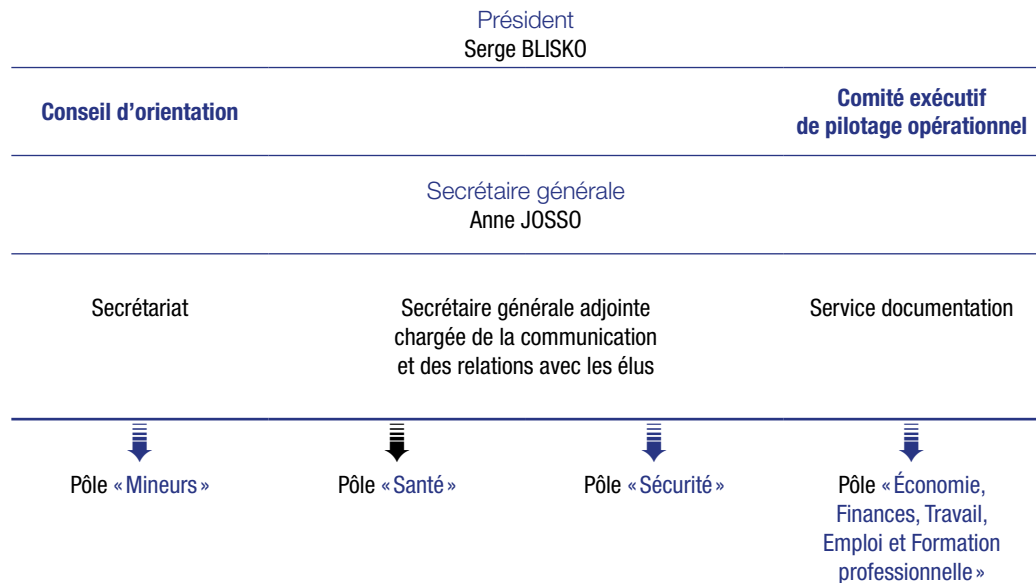 Président
Serge BLISKO
Conseil d’orientation
Comité exécutif
de pilotage opérationnel
Secrétaire générale
Anne JOSSO
Secrétariat
Secrétaire générale adjointe
chargée de la communication
et des relations avec les élus
Service documentation
Pôle « Mineurs »
Pôle « Santé »
Pôle « Sécurité »
Pôle « Économie,
Finances, Travail,
Emploi et Formation
professionnelle »